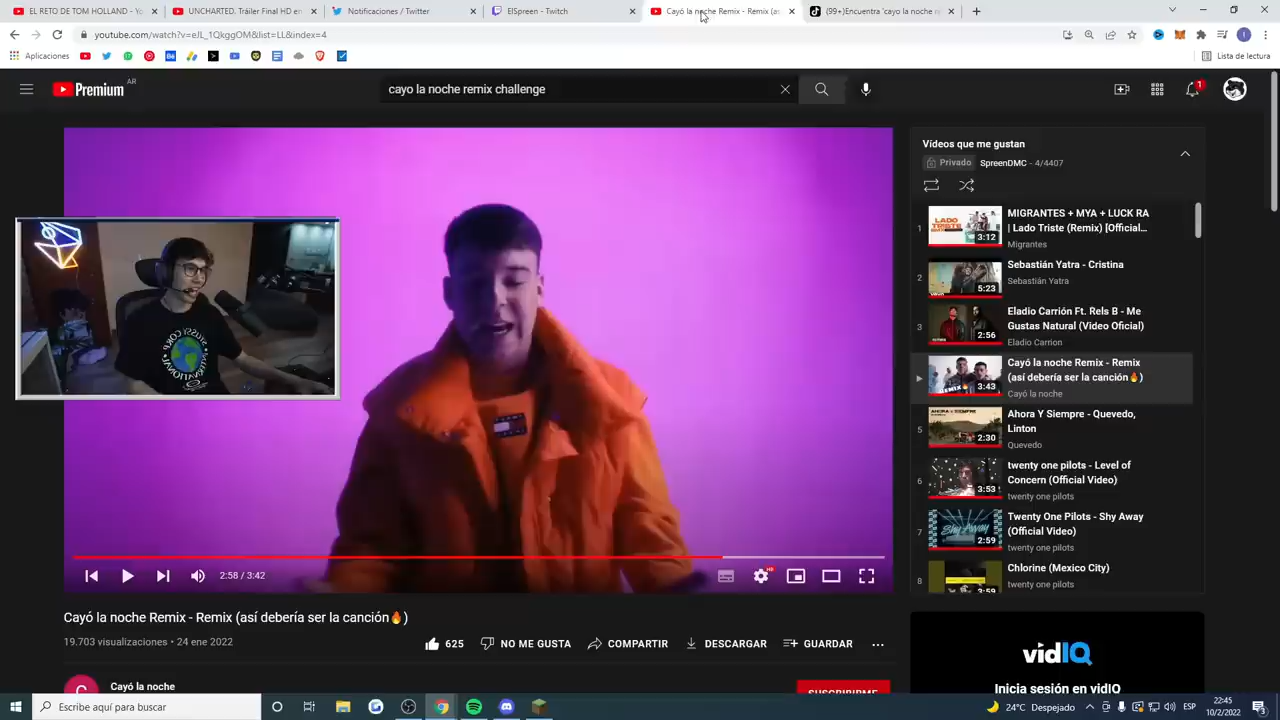 EL RETO DE TOM HOLLAND - Yo
UNCHARTED. Tráiler Final HD en
Notificaciones / Twitter
ElSpreen - Twitch
Cayó la noche Remix - Remix (as
(99+)Encuentra 'cayo la noche re
youtube.com/watch?v=eJL_1QkggOM&list=LL&index=4
Aplicaciones
Lista de lectura
Premium AR
cayo la noche remix challenge
1
Vídeos que me gustan
Privado SpreenDMC - 4/4407
1
3:12
MIGRANTES + MYA + LUCK RA
| Lado Triste (Remix) [Official...
Migrantes
2
5:23
Sebastián Yatra - Cristina
Sebastián Yatra
3
2:56
Eladio Carrión Ft. Rels B - Me
Gustas Natural (Video Oficial)
Eladio Carrion
3:43
Cayó la noche Remix - Remix
(así debería ser la canción🔥)
Cayó la noche
5
2:30
Ahora Y Siempre - Quevedo,
Linton
Quevedo
6
3:53
twenty one pilots - Level of
Concern (Official Video)
twenty one pilots
7
2:59
Twenty One Pilots - Shy Away
(Official Video)
twenty one pilots
8
3:59
Chlorine (Mexico City)
twenty one pilots
2:58 / 3:42
HD
Cayó la noche Remix - Remix (así debería ser la canción🔥)
19.703 visualizaciones • 24 ene 2022
625 NO ME GUSTA COMPARTIR DESCARGAR GUARDAR
vidIQ
Inicia sesión en vidIQ
C
Cayó la noche
SUSCRIBIRME
Escribe aquí para buscar
24°C Despejado
ESP
22:45
10/2/2022
3